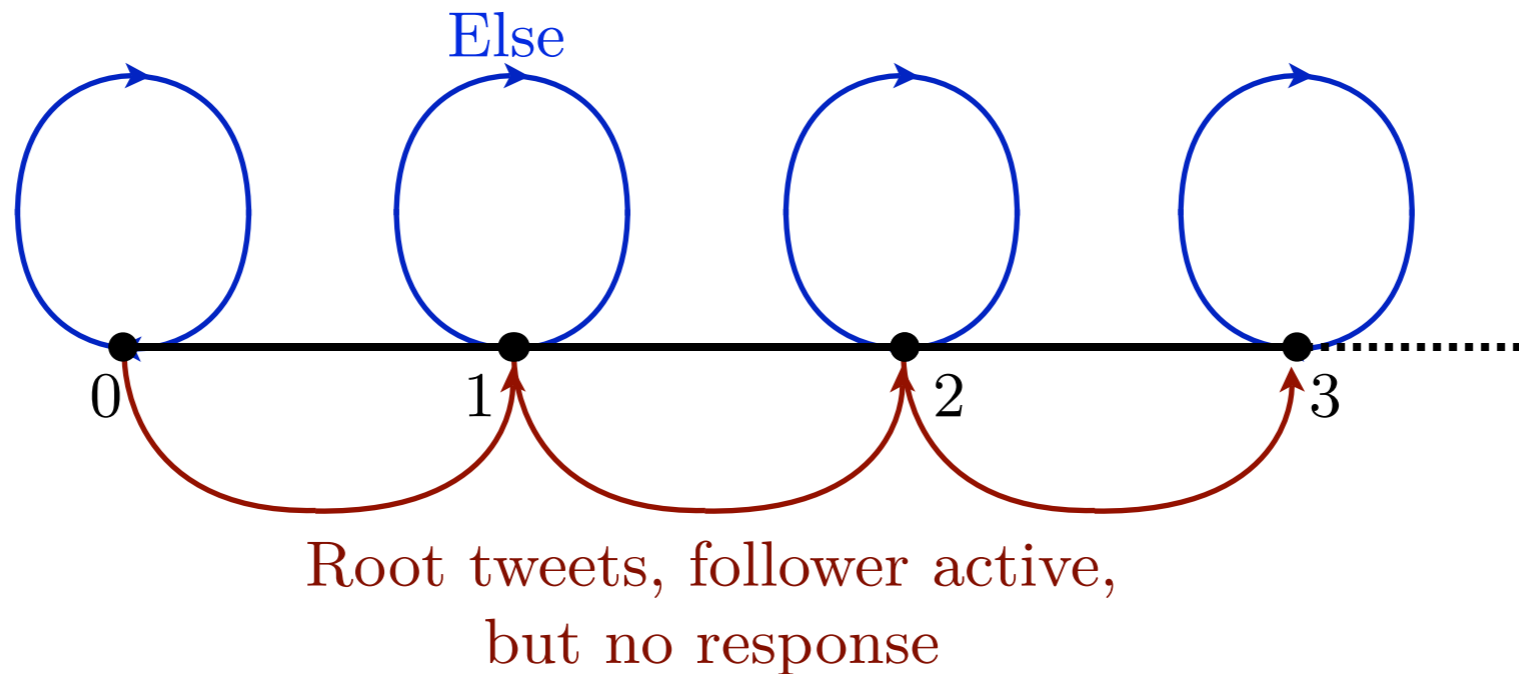 Else
0 1 2 3
Root tweets, follower active,
but no response